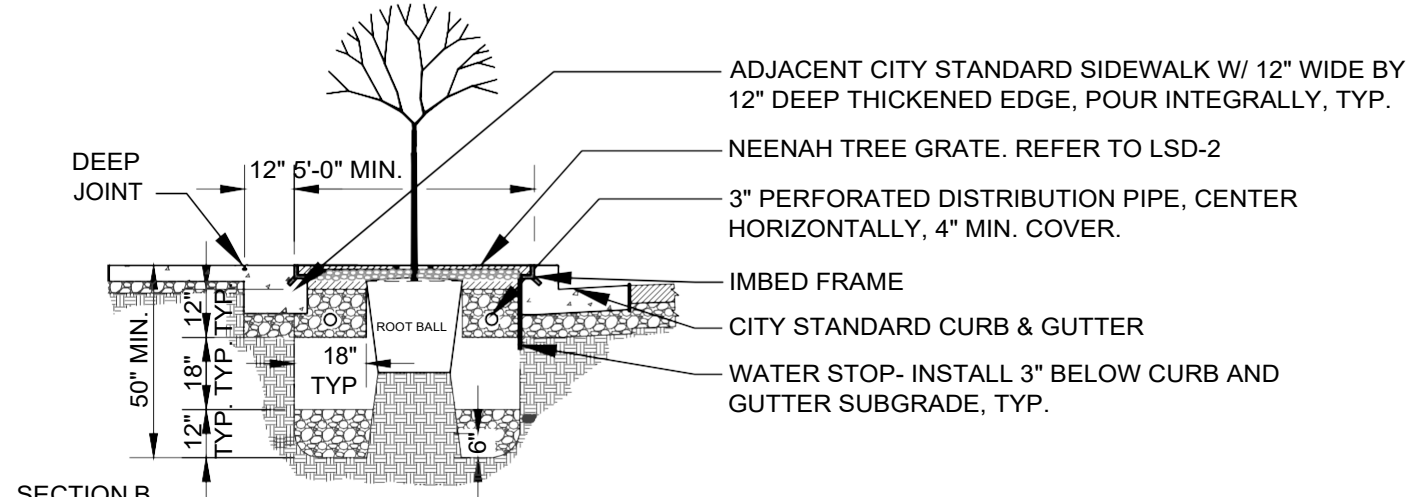 ADJACENT CITY STANDARD SIDEWALK W/ 12" WIDE BY
12" DEEP THICKENED EDGE, POUR INTEGRALLY, TYP.
DEEP
JOINT
12" 5'-0" MIN.
NEENAH TREE GRATE. REFER TO LSD-2
3" PERFORATED DISTRIBUTION PIPE, CENTER
HORIZONTALLY, 4" MIN. COVER.
IMBED FRAME
CITY STANDARD CURB & GUTTER
WATER STOP- INSTALL 3" BELOW CURB AND
GUTTER SUBGRADE, TYP.
ROOT BALL
50" MIN.
12"
TYP.
18"
TYP.
12"
TYP.
18"
TYP
6"
SECTION B